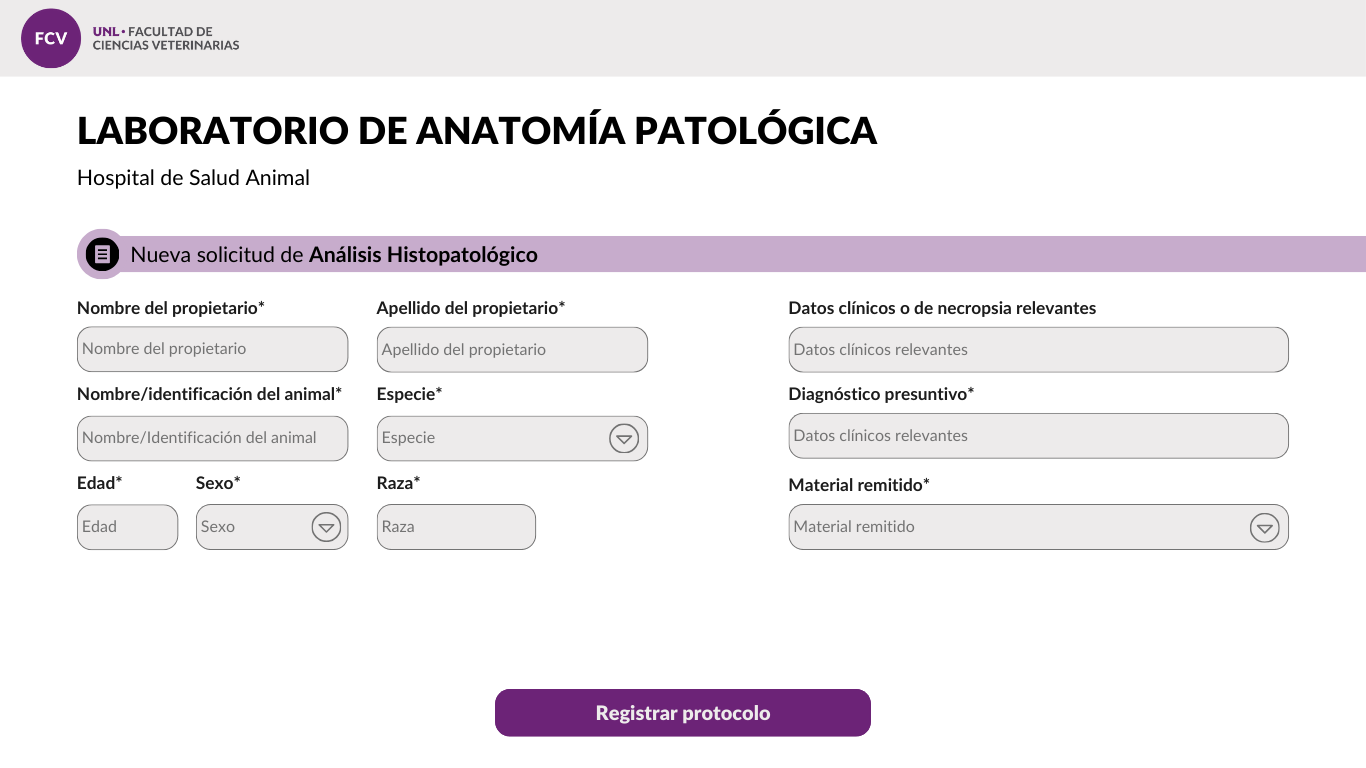 FCV
UNL • FACULTAD DE
CIENCIAS VETERINARIAS
LABORATORIO DE ANATOMÍA PATOLÓGICA
Hospital de Salud Animal
Nueva solicitud de Análisis Histopatológico
Nombre del propietario*
Nombre del propietario
Apellido del propietario*
Apellido del propietario
Nombre/identificación del animal*
Nombre/Identificación del animal
Especie*
Especie
Edad*
Edad
Sexo*
Sexo
Raza*
Raza
Datos clínicos o de necropsia relevantes
Datos clínicos relevantes
Diagnóstico presuntivo*
Datos clínicos relevantes
Material remitido*
Material remitido
Registrar protocolo